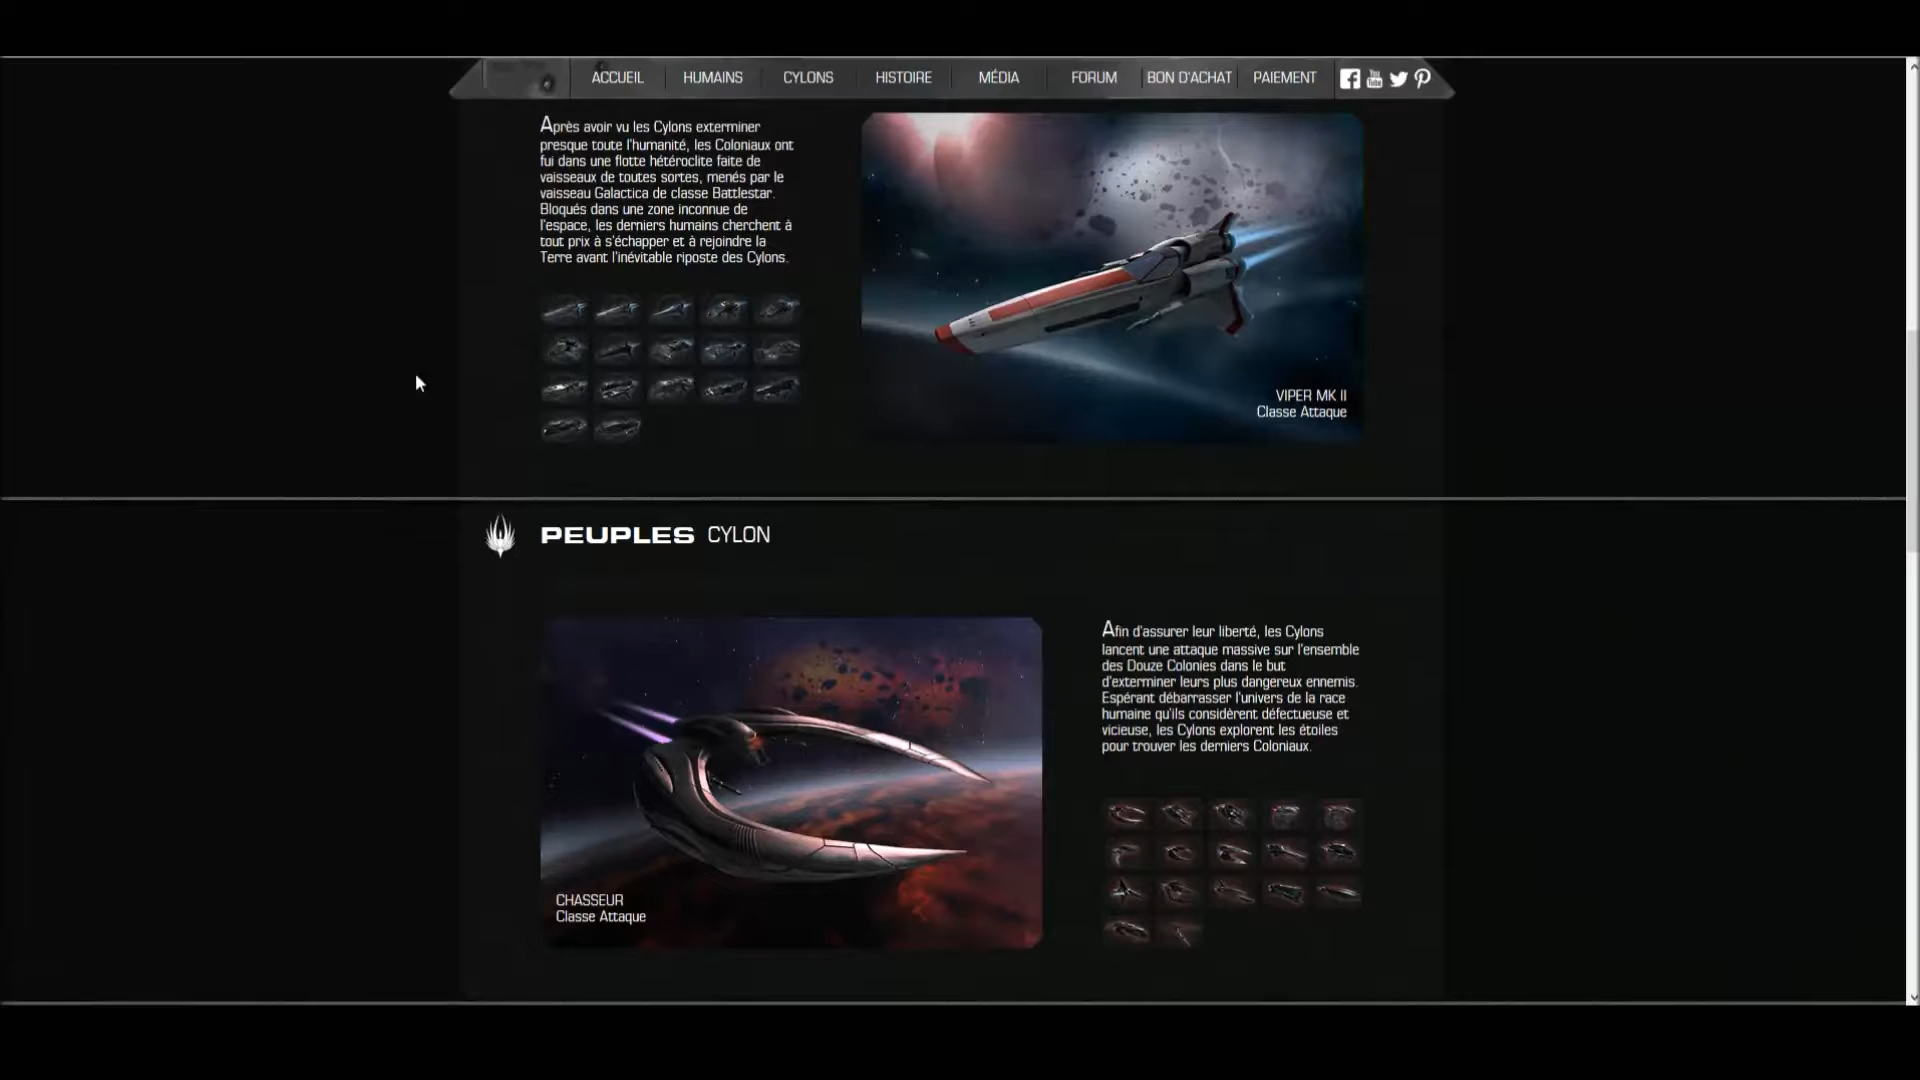 ACCUEIL HUMAINS CYLONS HISTOIRE MÉDIA FORUM BON D'ACHAT PAIEMENT
Après avoir vu les Cylons exterminer
presque toute l'humanité, les Coloniaux ont
fui dans une flotte hétéroclite faite de
vaisseaux de toutes sortes, menés par le
vaisseau Galactica de classe Battlestar.
Bloqués dans une zone inconnue de
l'espace, les derniers humains cherchent à
tout prix à s'échapper et à rejoindre la
Terre avant l'inévitable riposte des Cylons.
VIPER MK II
Classe Attaque
PEUPLES CYLON
Afin d'assurer leur liberté, les Cylons
lancent une attaque massive sur l'ensemble
des Douze Colonies dans le but
d'exterminer leurs plus dangereux ennemis.
Espérant débarrasser l'univers de la race
humaine qu'ils considèrent défectueuse et
vicieuse, les Cylons explorent les étoiles
pour trouver les derniers Coloniaux.
CHASSEUR
Classe Attaque